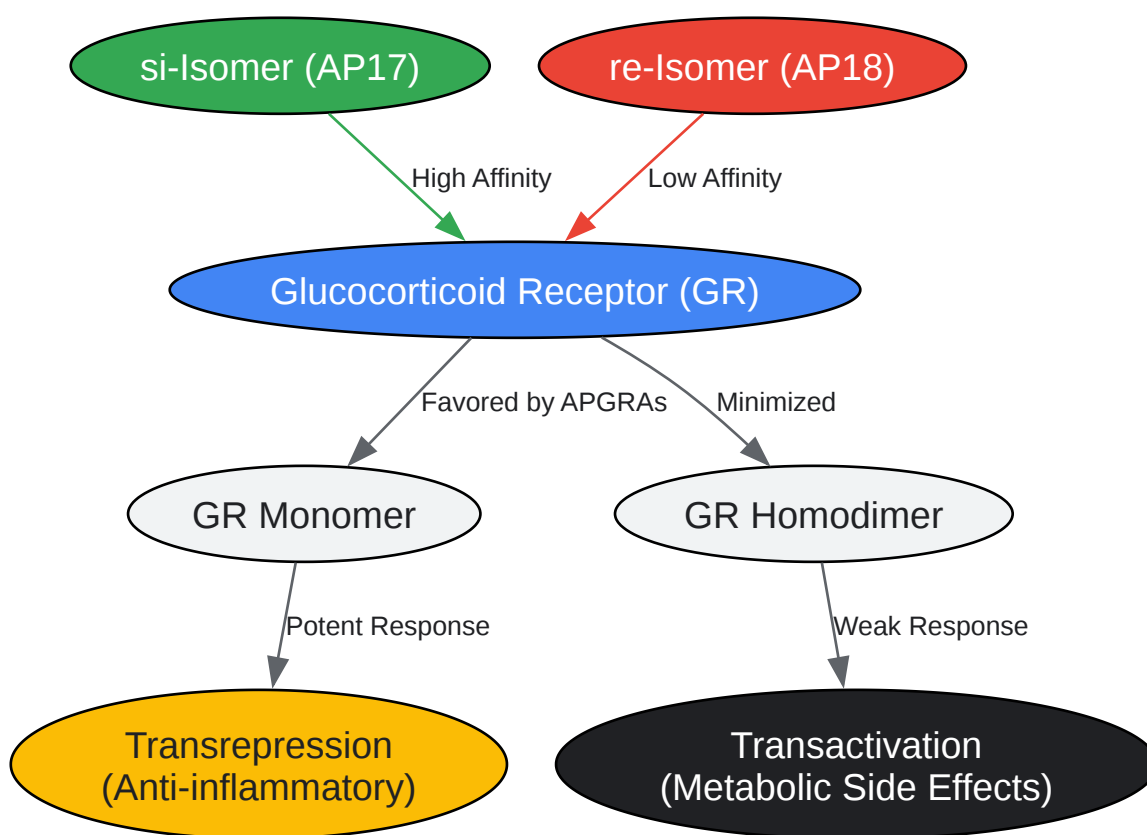 si-Isomer (AP17)
re-Isomer (AP18)
High Affinity
Low Affinity
Glucocorticoid Receptor (GR)
Favored by APGRAs
Minimized
GR Monomer
GR Homodimer
Potent Response
Weak Response
Transrepression
(Anti-inflammatory)
Transactivation
(Metabolic Side Effects)